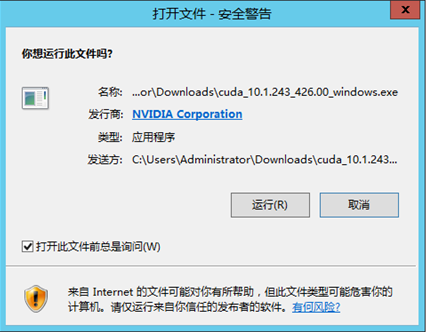 打开文件 - 安全警告
你想运行此文件吗?
名称: ...or\Downloads\cuda_10.1.243_426.00_windows.exe
发行商: NVIDIA Corporation
类型: 应用程序
发送方: C:\Users\Administrator\Downloads\cuda_10.1.243...
运行(R) 取消
打开此文件前总是询问(W)
来自 Internet 的文件可能对你有所帮助，但此文件类型可能危害你的
计算机。请仅运行来自你信任的发布者的软件。有何风险?